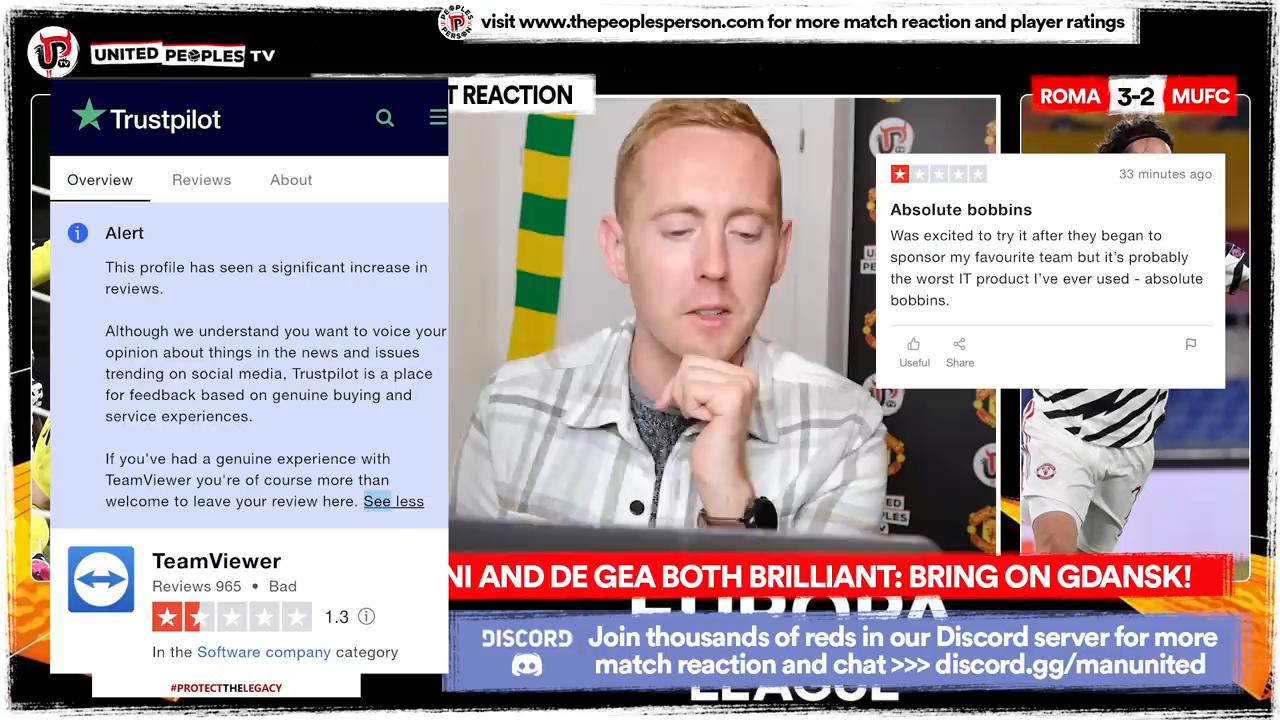 visit www.thepeoplesperson.com for more match reaction and player ratings
PEOPLES PERSON
UNITED PEOPLES TV
T REACTION
ROMA 3-2 MUFC
Trustpilot
Overview Reviews About
Alert
This profile has seen a significant increase in
reviews.
Although we understand you want to voice your
opinion about things in the news and issues
trending on social media, Trustpilot is a place
for feedback based on genuine buying and
service experiences.
If you've had a genuine experience with
TeamViewer you're of course more than
welcome to leave your review here. See less
TeamViewer
Reviews 965 • Bad
1.3
In the Software company category
#PROTECTTHELEGACY
33 minutes ago
Absolute bobbins
Was excited to try it after they began to
sponsor my favourite team but it's probably
the worst IT product I've ever used - absolute
bobbins.
Useful Share
NI AND DE GEA BOTH BRILLIANT: BRING ON GDANSK!
EUROPA
DISCORD
Join thousands of reds in our Discord server for more
match reaction and chat >>> discord.gg/manunited
LEAGUE